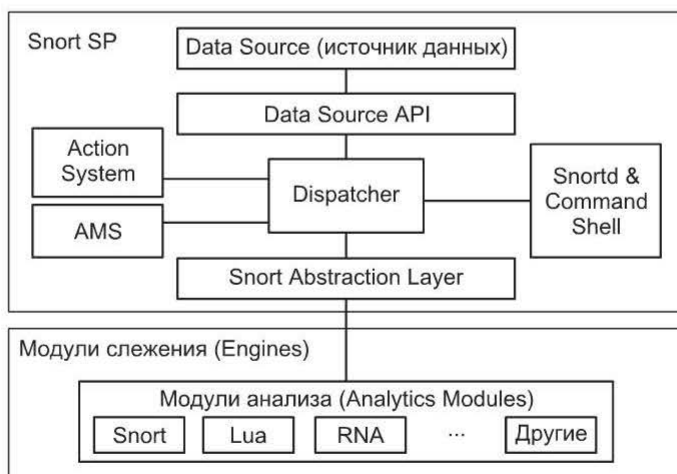 Snort SP
Data Source (источник данных)
Data Source API
Action
System
AMS
Dispatcher
Snortd &
Command
Shell
Snort Abstraction Layer
Модули слежения (Engines)
Модули анализа (Analytics Modules)
Snort
Lua
RNA
...
Другие